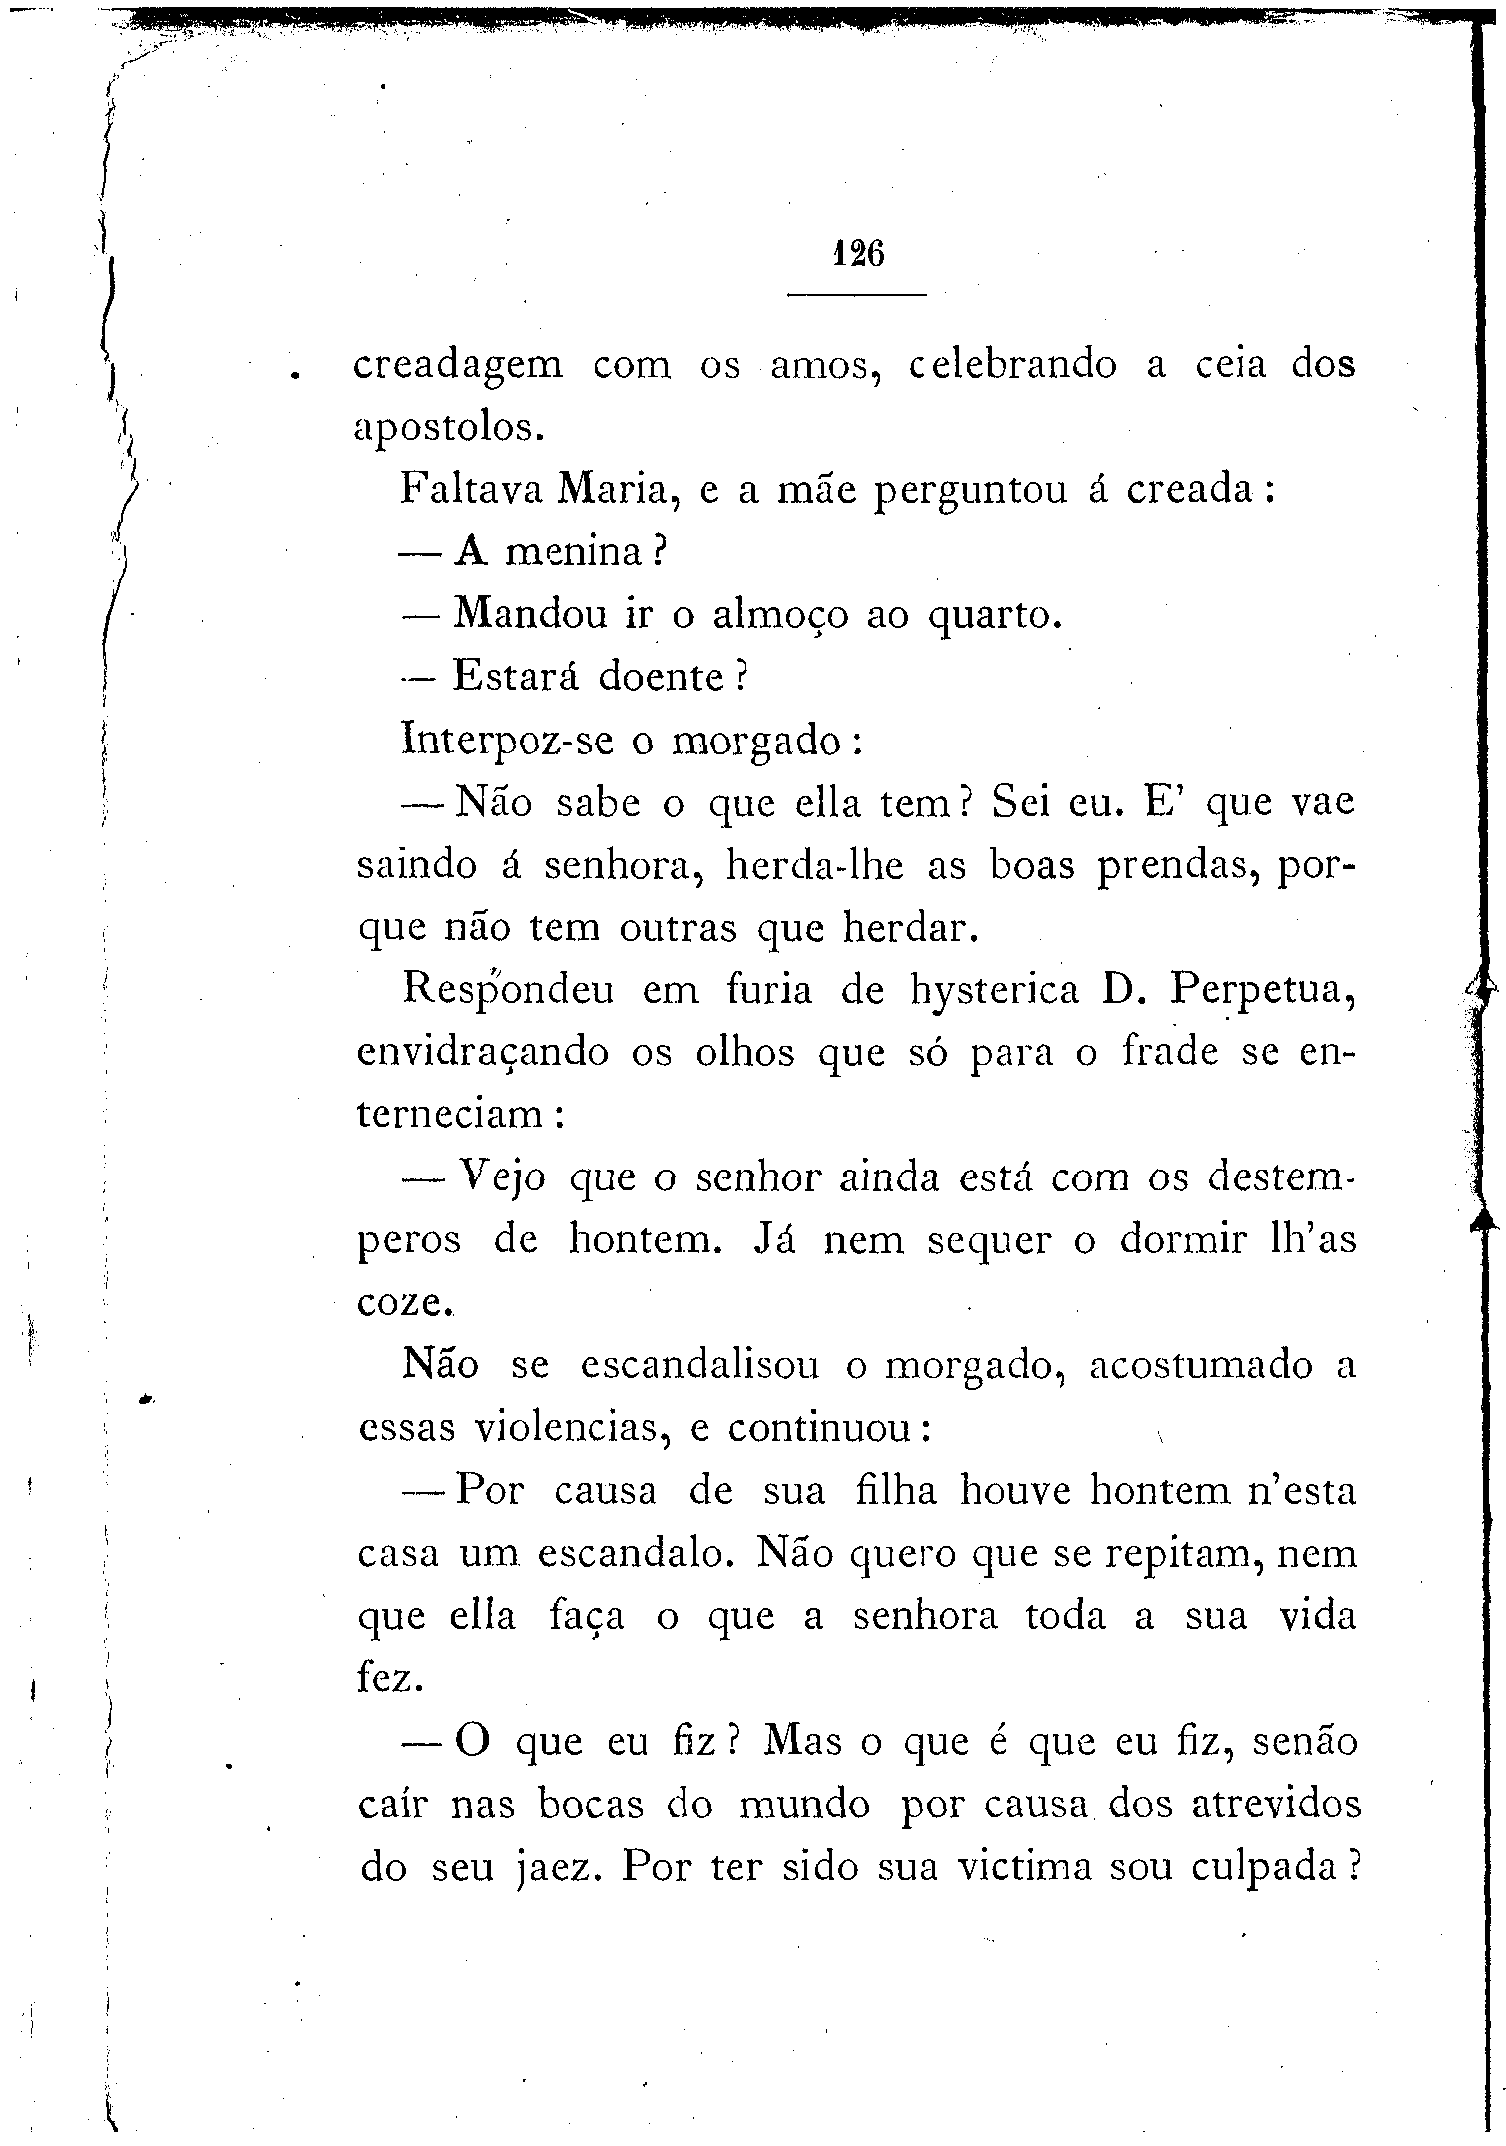 126
creadagem com os amos, celebrando a ceia dos
apostolos.
Faltava Maria, e a mãe perguntou á creada :
— A menina ?
— Mandou ir o almoço ao quarto.
— Estará doente ?
Interpoz-se o morgado :
— Não sabe o que ella tem ? Sei eu. E' que vae
saindo á senhora, herda-lhe as boas prendas, por-
que não tem outras que herdar.
Respondeu em furia de hysterica D. Perpetua,
envidraçando os olhos que só para o frade se en-
terneciam :
— Vejo que o senhor ainda está com os destem-
peros de hontem. Já nem sequer o dormir lh'as
coze.
Não se escandalisou o morgado, acostumado a
essas violencias, e continuou :
— Por causa de sua filha houve hontem n'esta
casa um escandalo. Não quero que se repitam, nem
que ella faça o que a senhora toda a sua vida
fez.
— O que eu fiz ? Mas o que é que eu fiz, senão
caír nas bocas do mundo por causa dos atrevidos
do seu jaez. Por ter sido sua victima sou culpada ?